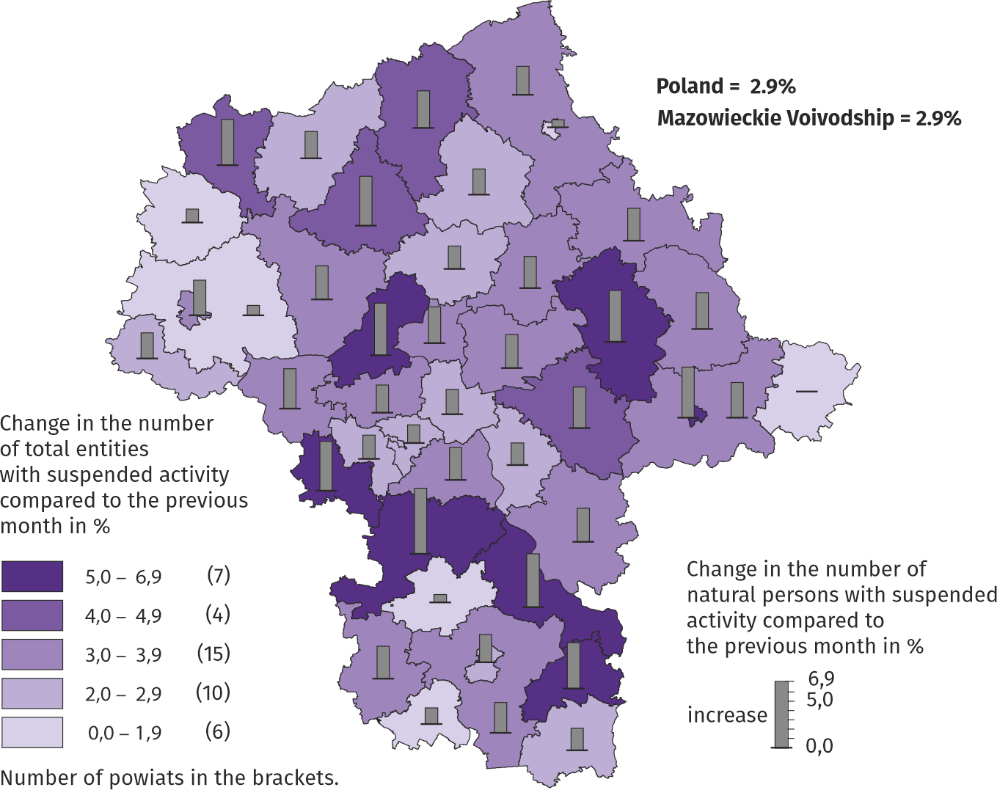 Poland =  2.9%
Mazowieckie Voivodship = 2.9%
Change in the number
of total entities
with suspended activity
compared to the previous
month in %
5,0 – 6,9 (7)
4,0 – 4,9 (4)
3,0 – 3,9 (15)
2,0 – 2,9 (10)
0,0 – 1,9 (6)
Number of powiats in the brackets.
Change in the number of
natural persons with suspended
activity compared to
the previous month in %
6,9
5,0
increase
0,0